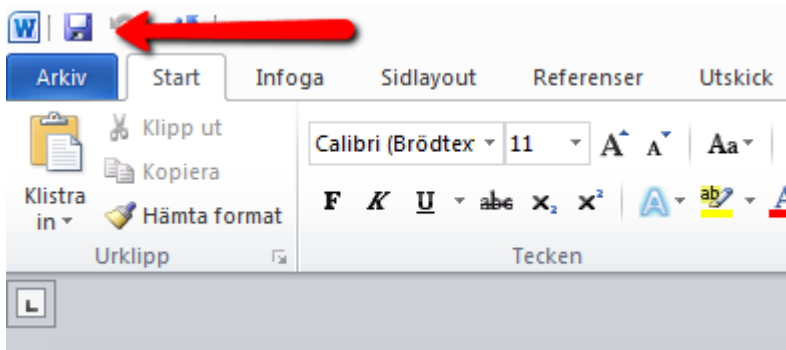 Arkiv Start Infoga Sidlayout Referenser Utskick
Klistra in
Klipp ut
Kopiera
Hämta format
Urklipp
Calibri (Brödtex 11 A A Aa
F K U abc x₂ x² A ab A
Tecken